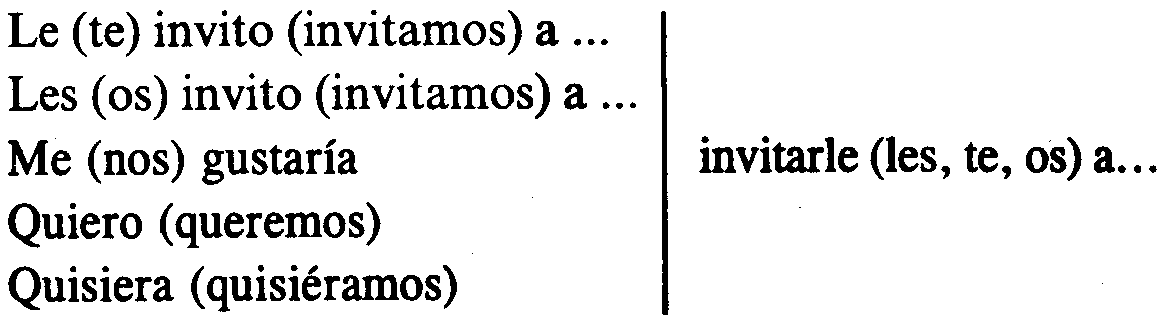 Le (te) invito (invitamos) a ...
Les (os) invito (invitamos) a ...
Me (nos) gustaría
Quiero (queremos)
Quisiera (quisiéramos)
invitarle (les, te, os) a...